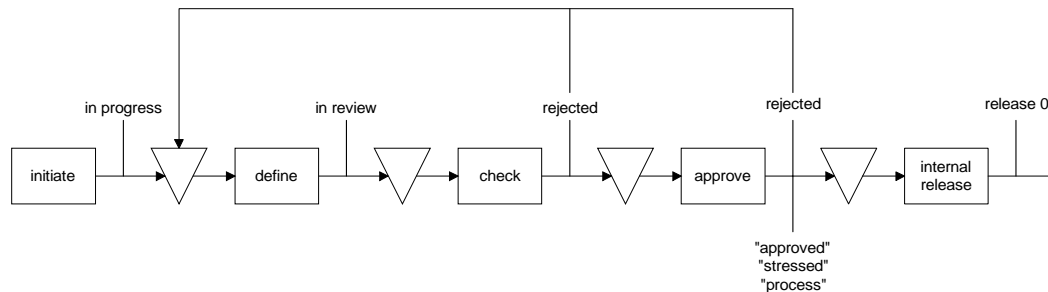 in progress
in review
rejected
rejected
release 0
initiate
define
check
approve
internal
release
"approved"
"stressed"
"process"